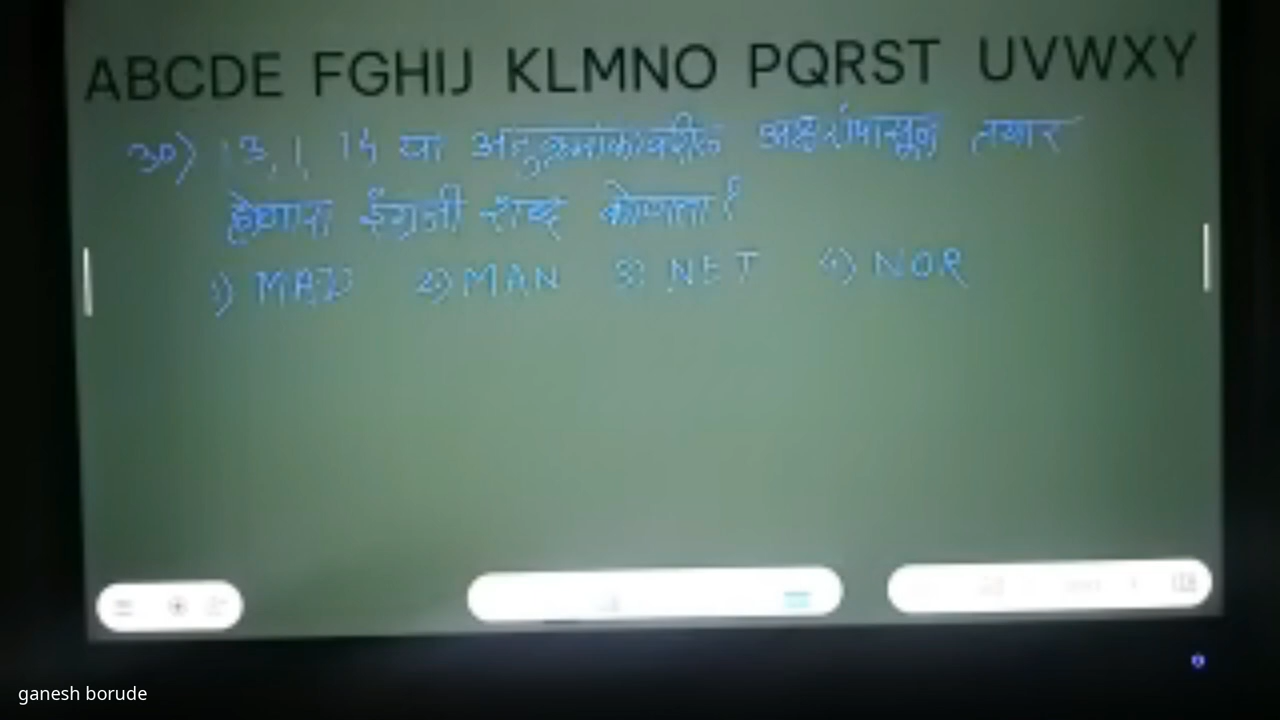 ABCDE FGHIJ KLMNO PQRST UVWXY
30) 13, 1, 14 या अनुक्रमांकावरील अक्षरांपासून तयार
होणारा इंग्रजी शब्द कोणता?
1) MAD 2) MAN 3) NET 4) NOR
ganesh borude